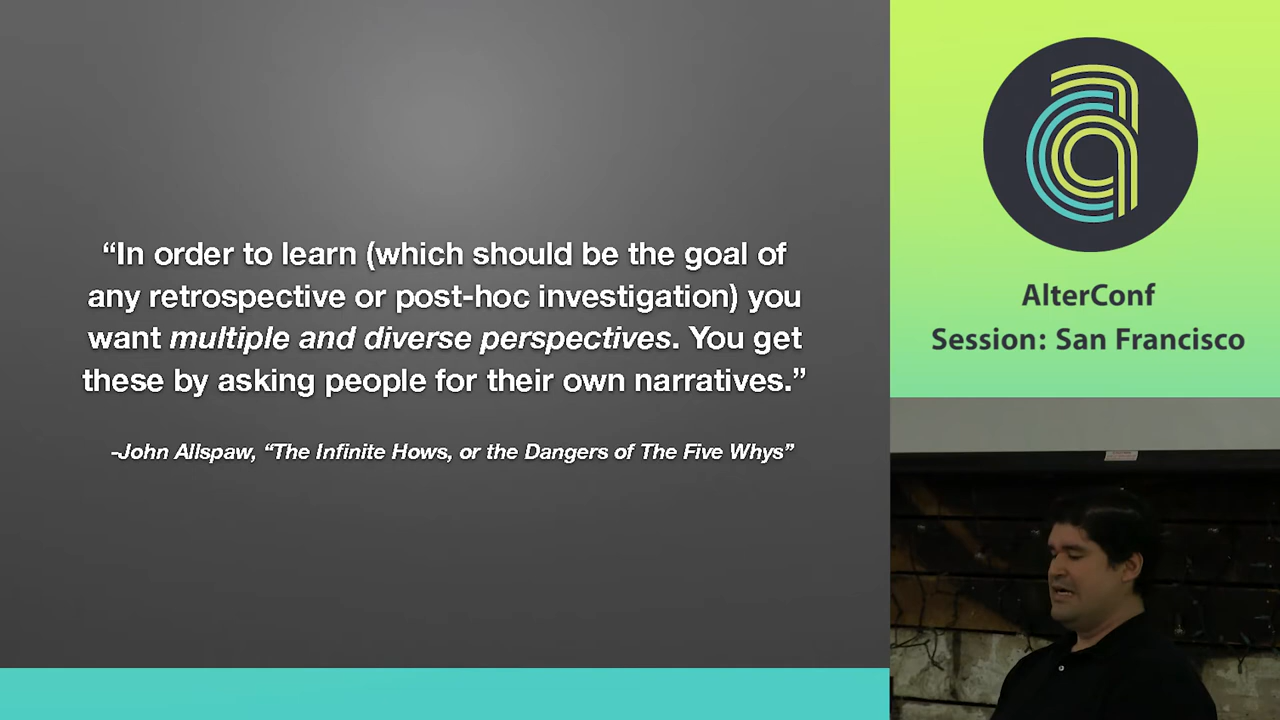 “In order to learn (which should be the goal of
any retrospective or post-hoc investigation) you
want multiple and diverse perspectives. You get
these by asking people for their own narratives.”
-John Allspaw, “The Infinite Hows, or the Dangers of The Five Whys”
AlterConf
Session: San Francisco